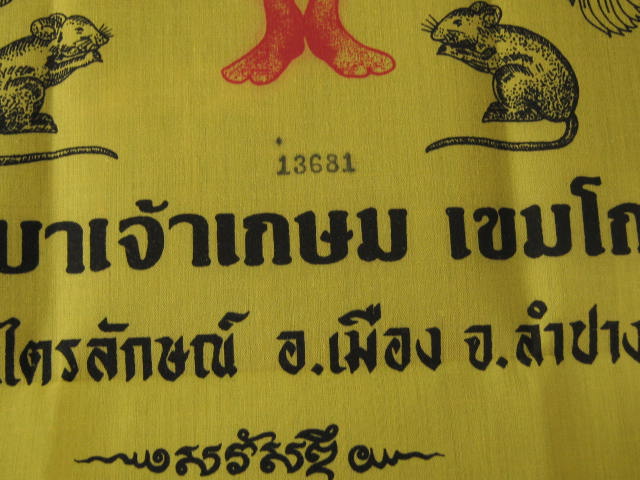 13681
บาเจ้าเกษม เขมโก
ไตรลักษณ์ อ.เมือง จ.ลำปาง